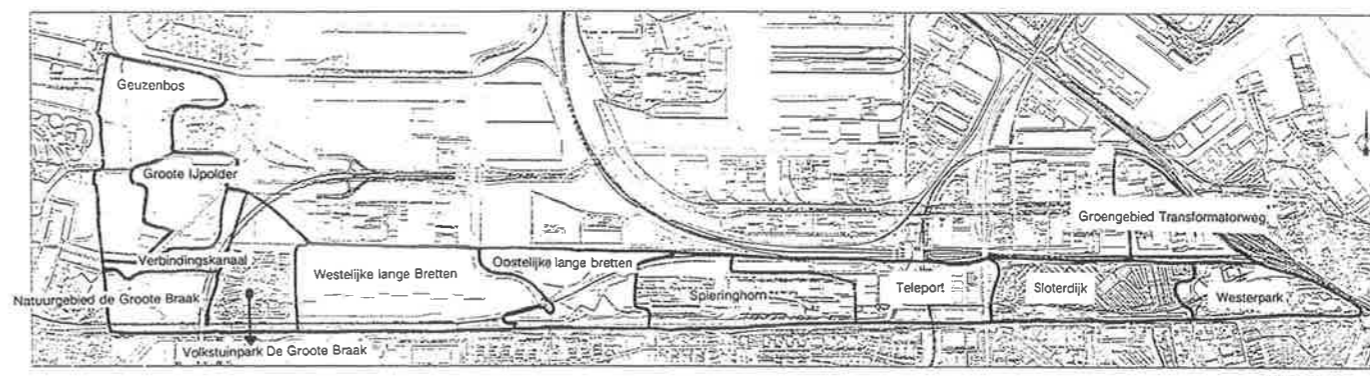 Geuzenbos
Groote IJpolder
Groengebied Transformatorweg
Verbindingskanaal
Westelijke lange Bretten
Oostelijke lange bretten
Natuurgebied de Groote Braak
Spieringhorn
Teleport
Sloterdijk
Westerpark
Volkstuinpark De Groote Braak